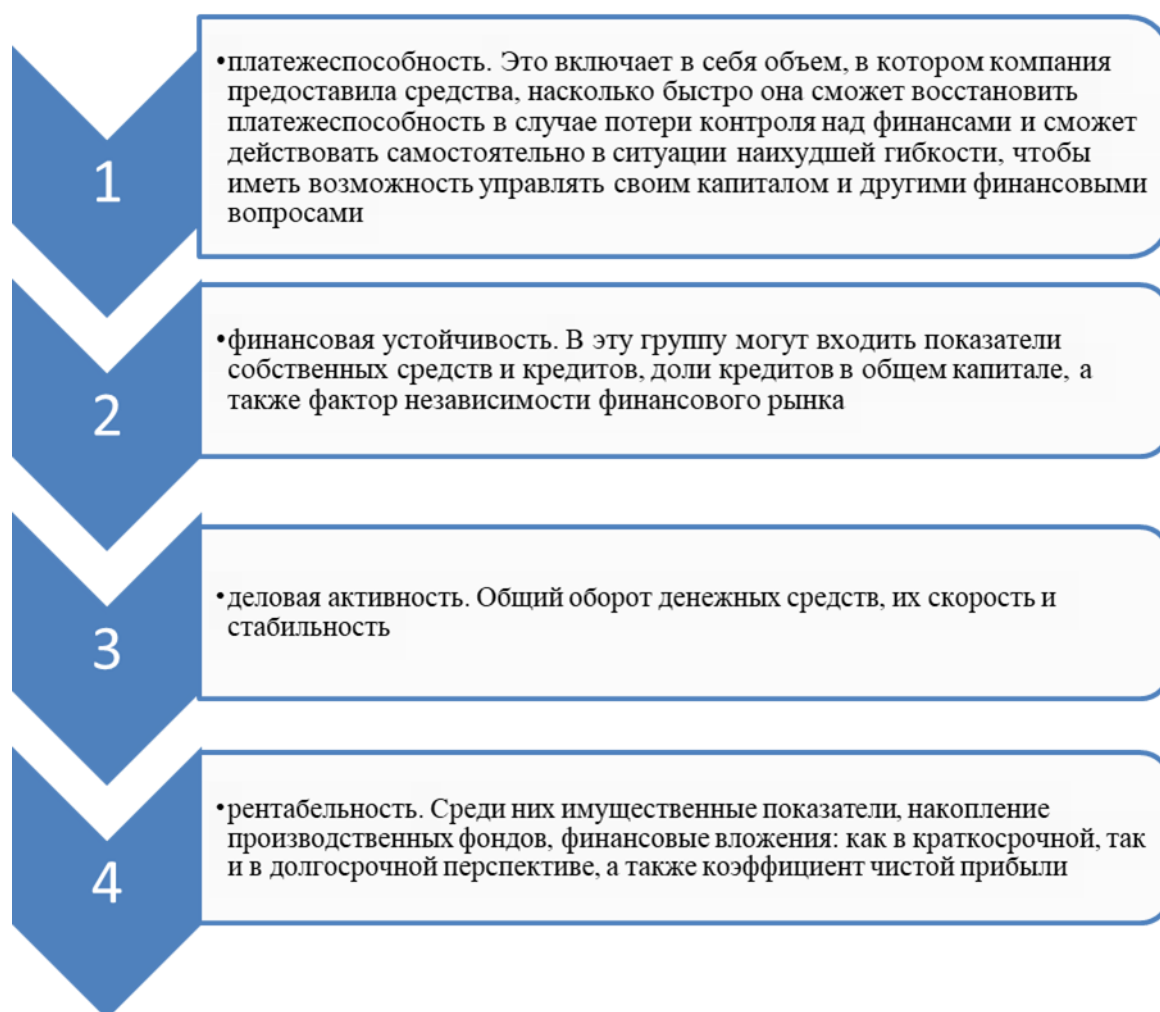 1
•платежеспособность. Это включает в себя объем, в котором компания
предоставила средства, насколько быстро она сможет восстановить
платежеспособность в случае потери контроля над финансами и сможет
действовать самостоятельно в ситуации наихудшей гибкости, чтобы
иметь возможность управлять своим капиталом и другими финансовыми
вопросами
2
•финансовая устойчивость. В эту группу могут входить показатели
собственных средств и кредитов, доли кредитов в общем капитале, а
также фактор независимости финансового рынка
3
•деловая активность. Общий оборот денежных средств, их скорость и
стабильность
4
•рентабельность. Среди них имущественные показатели, накопление
производственных фондов, финансовые вложения: как в краткосрочной, так
и в долгосрочной перспективе, а также коэффициент чистой прибыли